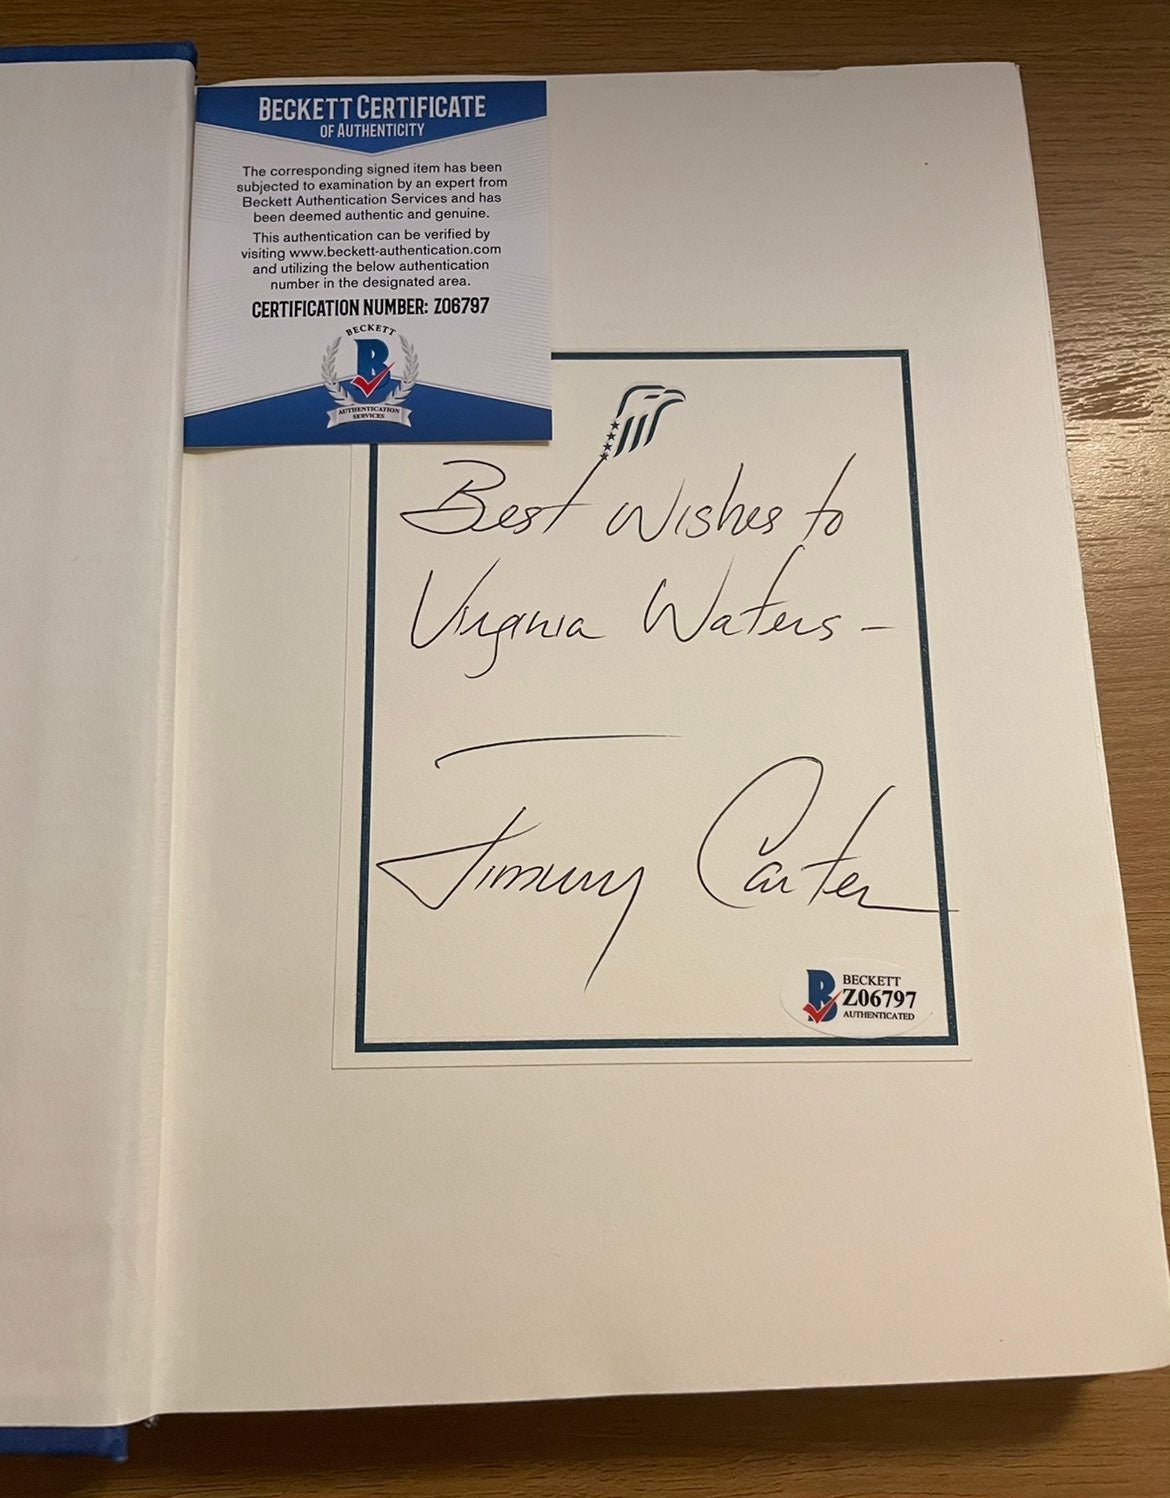 BECKETT CERTIFICATE
OF AUTHENTICITY
The corresponding signed item has been
subjected to examination by an expert from
Beckett Authentication Services and has
been deemed authentic and genuine.
This authentication can be verified by
visiting www.beckett-authentication.com
and utilizing the below authentication
number in the designated area.
CERTIFICATION NUMBER: Z06797
BECKETT
B
AUTHENTICATION
SERVICES
Best Wishes to
Virginia Waters -
Jimmy Carter
B
BECKETT
Z06797
AUTHENTICATED